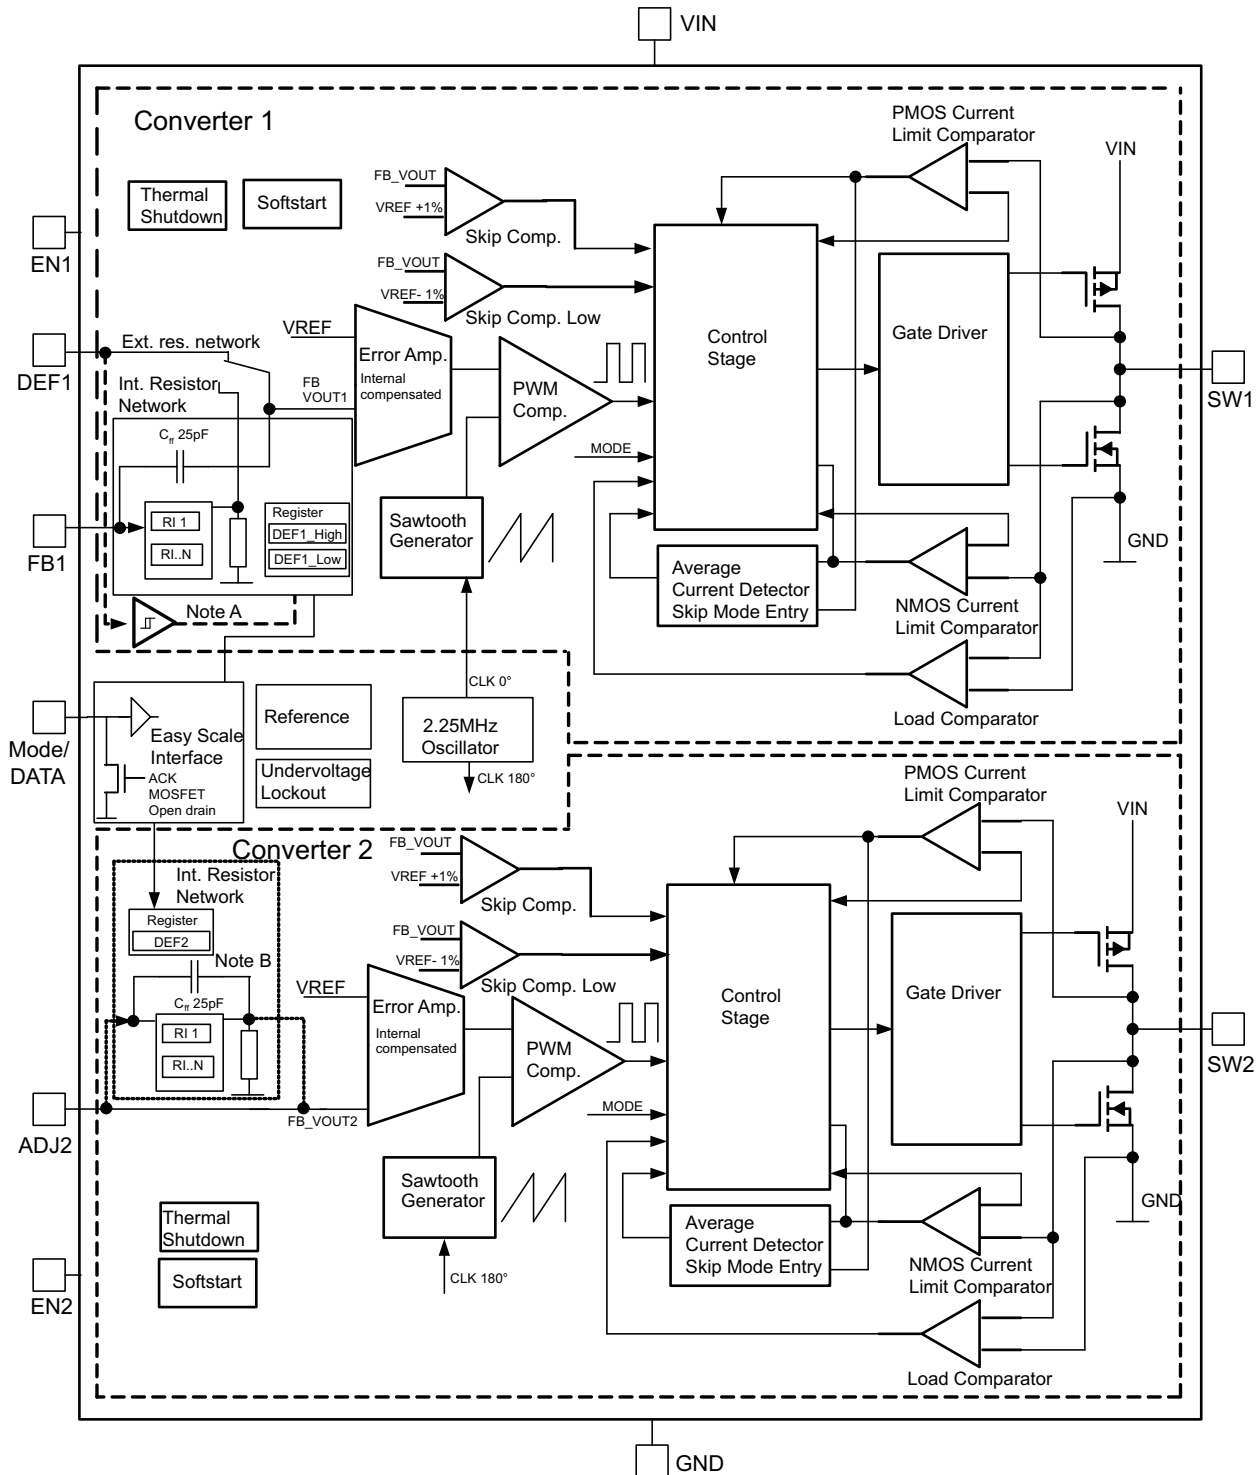 VIN
Converter 1
PMOS Current
Limit Comparator
VIN
Thermal
Shutdown
Softstart
FB_VOUT
VREF +1%
Skip Comp.
EN1
FB_VOUT
VREF- 1%
Skip Comp. Low
Control
Stage
Gate Driver
VREF
Error Amp.
Internal
compensated
DEF1
Ext. res. network
Int. Resistor
Network
FB
VOUT1
PWM
Comp.
SW1
Cff 25pF
MODE
RI 1
RI..N
Register
DEF1_High
DEF1_Low
FB1
Sawtooth
Generator
GND
Average
Current Detector
Skip Mode Entry
NMOS Current
Limit Comparator
Note A
CLK 0°
Load Comparator
Mode/
DATA
Easy Scale
Interface
ACK
MOSFET
Open drain
Reference
Undervoltage
Lockout
2.25MHz
Oscillator
CLK 180°
PMOS Current
Limit Comparator
VIN
Converter 2
FB_VOUT
VREF +1%
Skip Comp.
Int. Resistor
Network
Register
DEF2
FB_VOUT
VREF- 1%
Skip Comp. Low
Note B
Cff 25pF
RI 1
RI..N
VREF
Error Amp.
Internal
compensated
PWM
Comp.
Control
Stage
Gate Driver
SW2
ADJ2
FB_VOUT2
MODE
Sawtooth
Generator
CLK 180°
Thermal
Shutdown
Softstart
EN2
Average
Current Detector
Skip Mode Entry
GND
NMOS Current
Limit Comparator
Load Comparator
GND